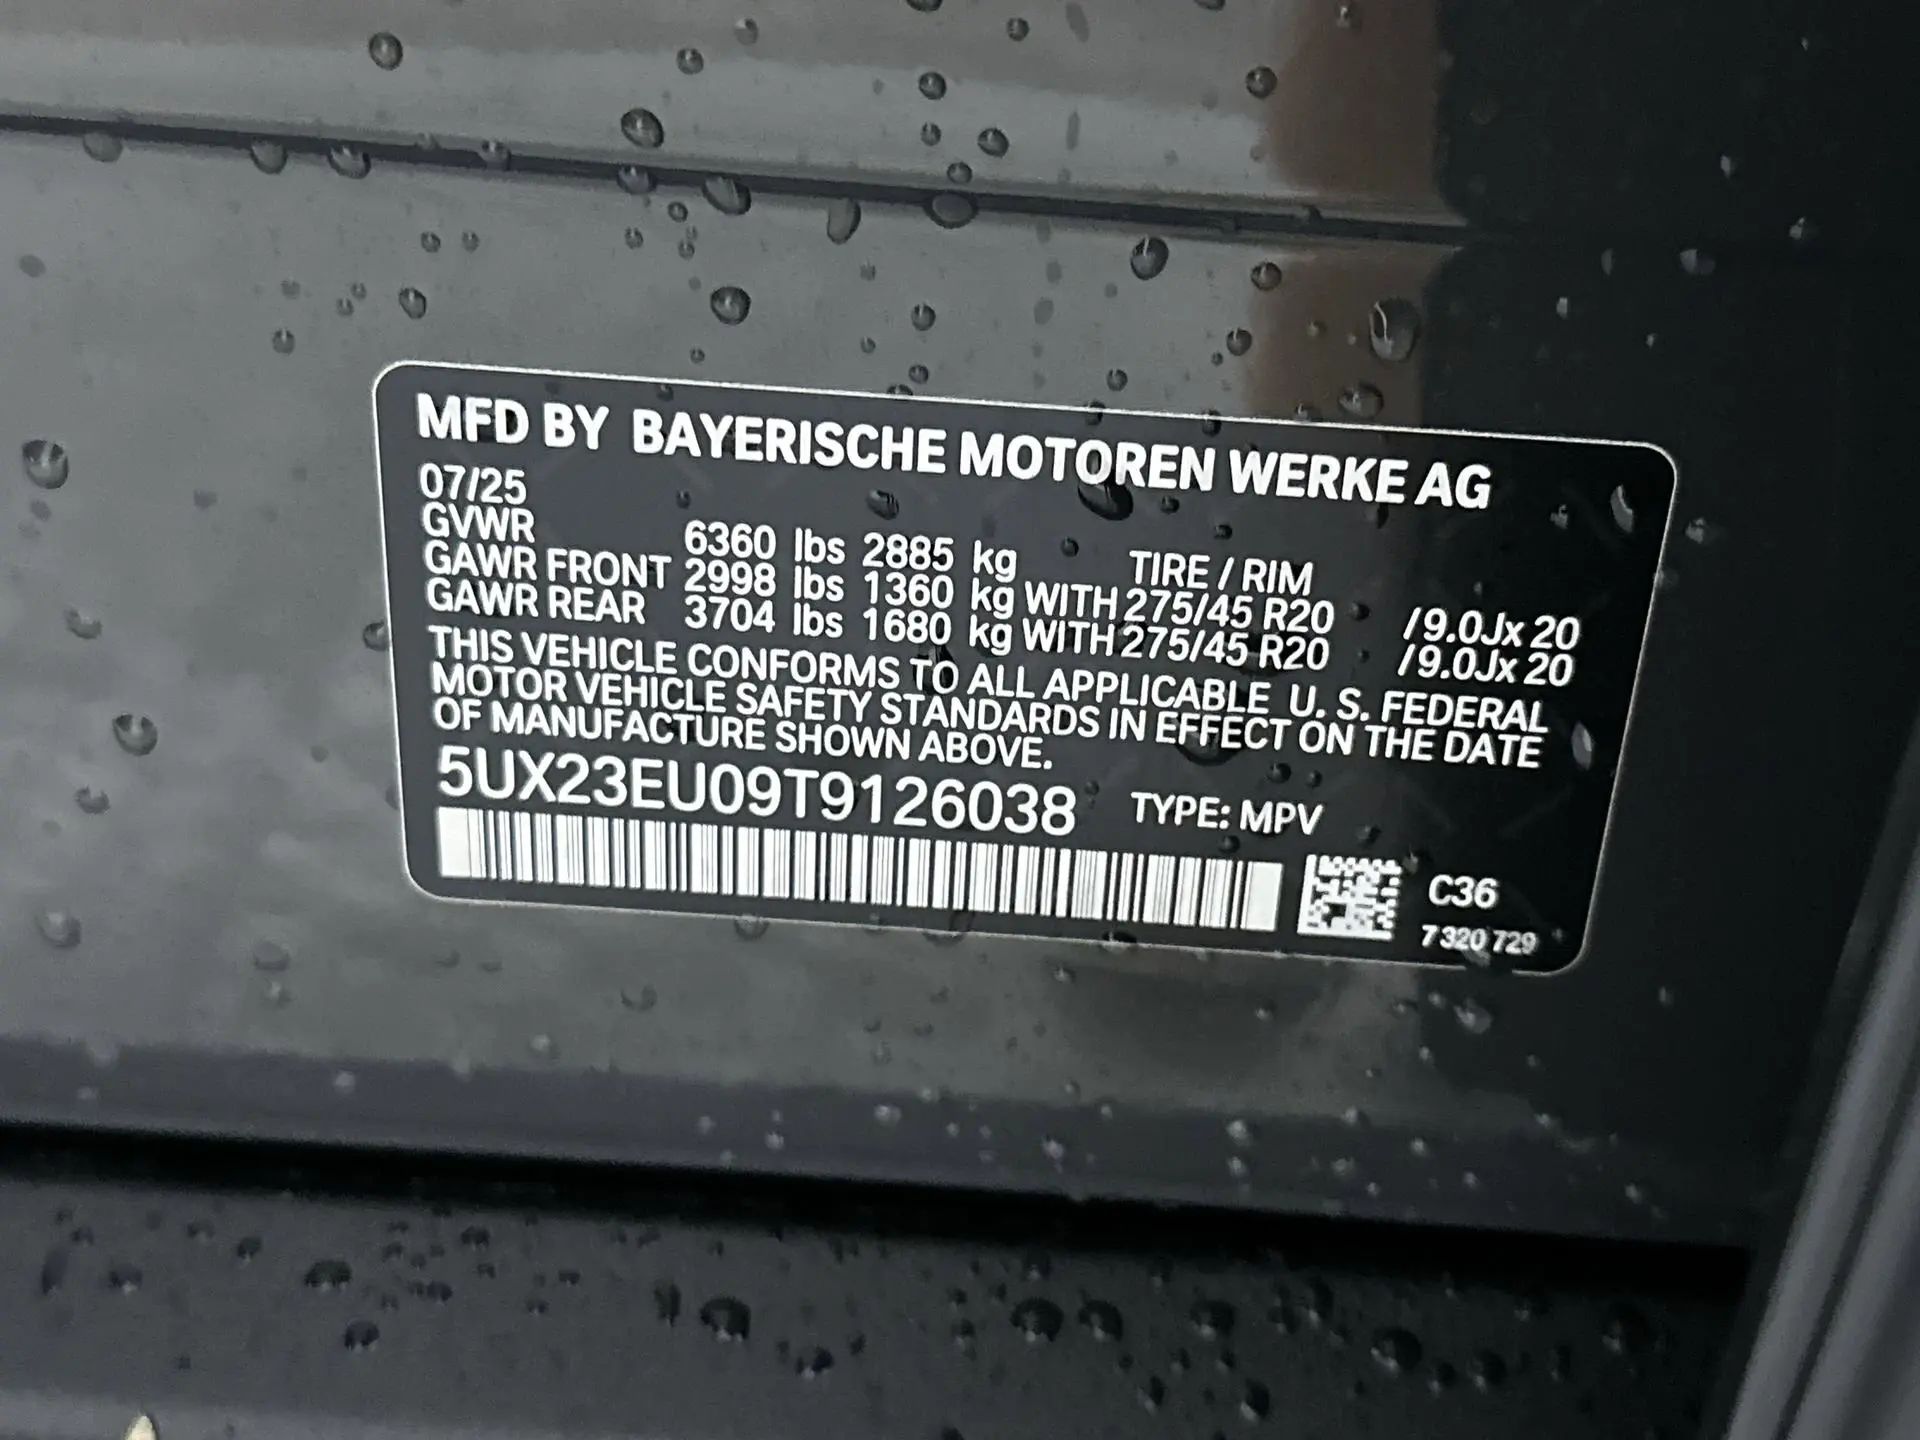 MFD BY BAYERISCHE MOTOREN WERKE AG
07/25
GVWR 6360 lbs 2885 kg TIRE / RIM
GAWR FRONT 2998 lbs 1360 kg WITH 275/45 R20 /9.0Jx 20
GAWR REAR 3704 lbs 1680 kg WITH 275/45 R20 /9.0Jx 20
THIS VEHICLE CONFORMS TO ALL APPLICABLE U. S. FEDERAL
MOTOR VEHICLE SAFETY STANDARDS IN EFFECT ON THE DATE
OF MANUFACTURE SHOWN ABOVE.
5UX23EU09T9126038 TYPE: MPV
C36
7 320 729